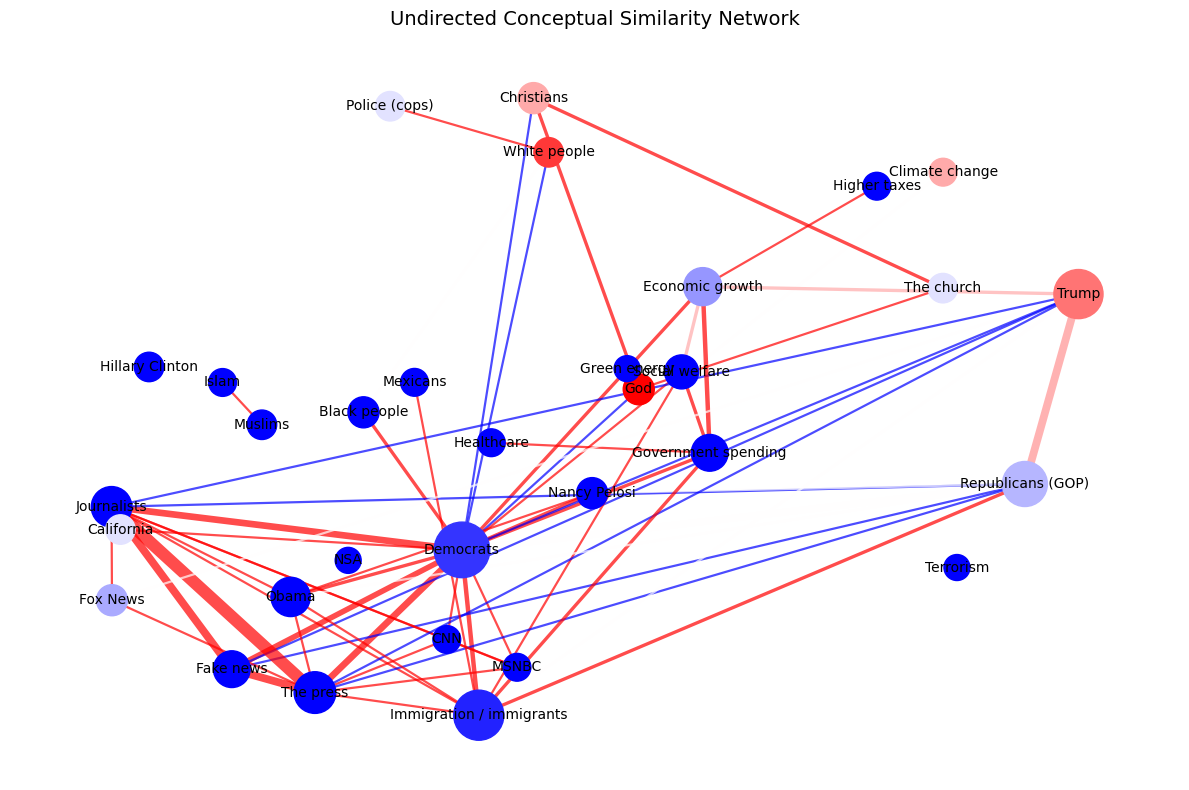 Undirected Conceptual Similarity Network
Christians
Police (cops)
White people
Climate change
Higher taxes
Economic growth
The church
Trump
Hillary Clinton
Green energy
Social welfare
Islam
Mexicans
God
Black people
Muslims
Healthcare
Government spending
Republicans (GOP)
Nancy Pelosi
Journalists
California
Democrats
NSA
Terrorism
Fox News
Obama
CNN
Fake news
MSNBC
The press
Immigration / immigrants